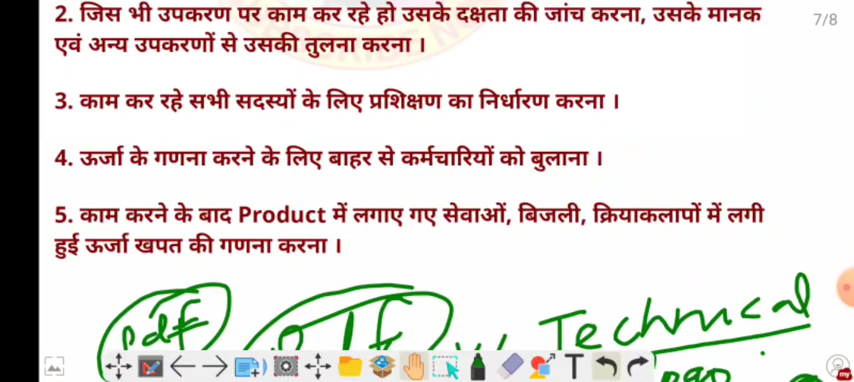 2. जिस भी उपकरण पर काम कर रहे हो उसके दक्षता की जांच करना, उसके मानक
7/8
एवं अन्य उपकरणों से उसकी तुलना करना ।
3. काम कर रहे सभी सदस्यों के लिए प्रशिक्षण का निर्धारण करना ।
4. ऊर्जा के गणना करने के लिए बाहर से कर्मचारियों को बुलाना ।
5. काम करने के बाद Product में लगाए गए सेवाओं, बिजली, क्रियाकलापों में लगी
हुई ऊर्जा खपत की गणना करना ।
pdf Technical